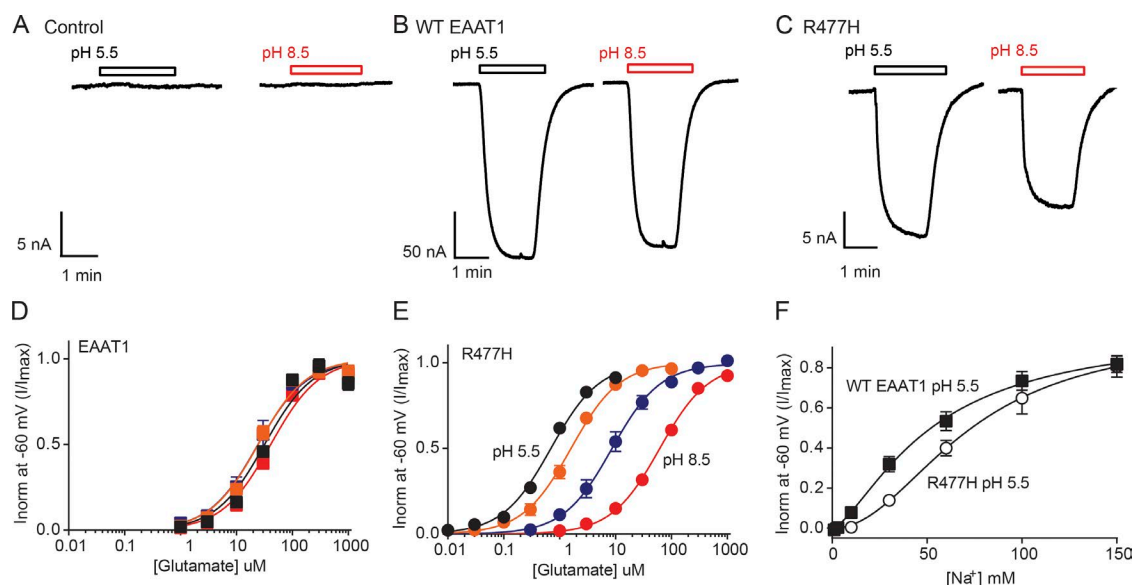 A Control
pH 5.5
pH 8.5
5 nA
1 min
B WT EAAT1
pH 5.5
pH 8.5
50 nA
1 min
C R477H
pH 5.5
pH 8.5
5 nA
1 min
D
EAAT1
Inorm at -60 mV (I/Imax)
1.0
0.5
0.0
0.01 0.1 1 10 100 1000
[Glutamate] uM
E
R477H
pH 5.5
pH 8.5
Inorm at -60 mV (I/Imax)
1.0
0.5
0.0
0.01 0.1 1 10 100 1000
[Glutamate] uM
F
WT EAAT1 pH 5.5
R477H pH 5.5
Inorm at -60 mV (I/Imax)
0.8
0.6
0.4
0.2
0.0
0 50 100 150
[Na⁺] mM